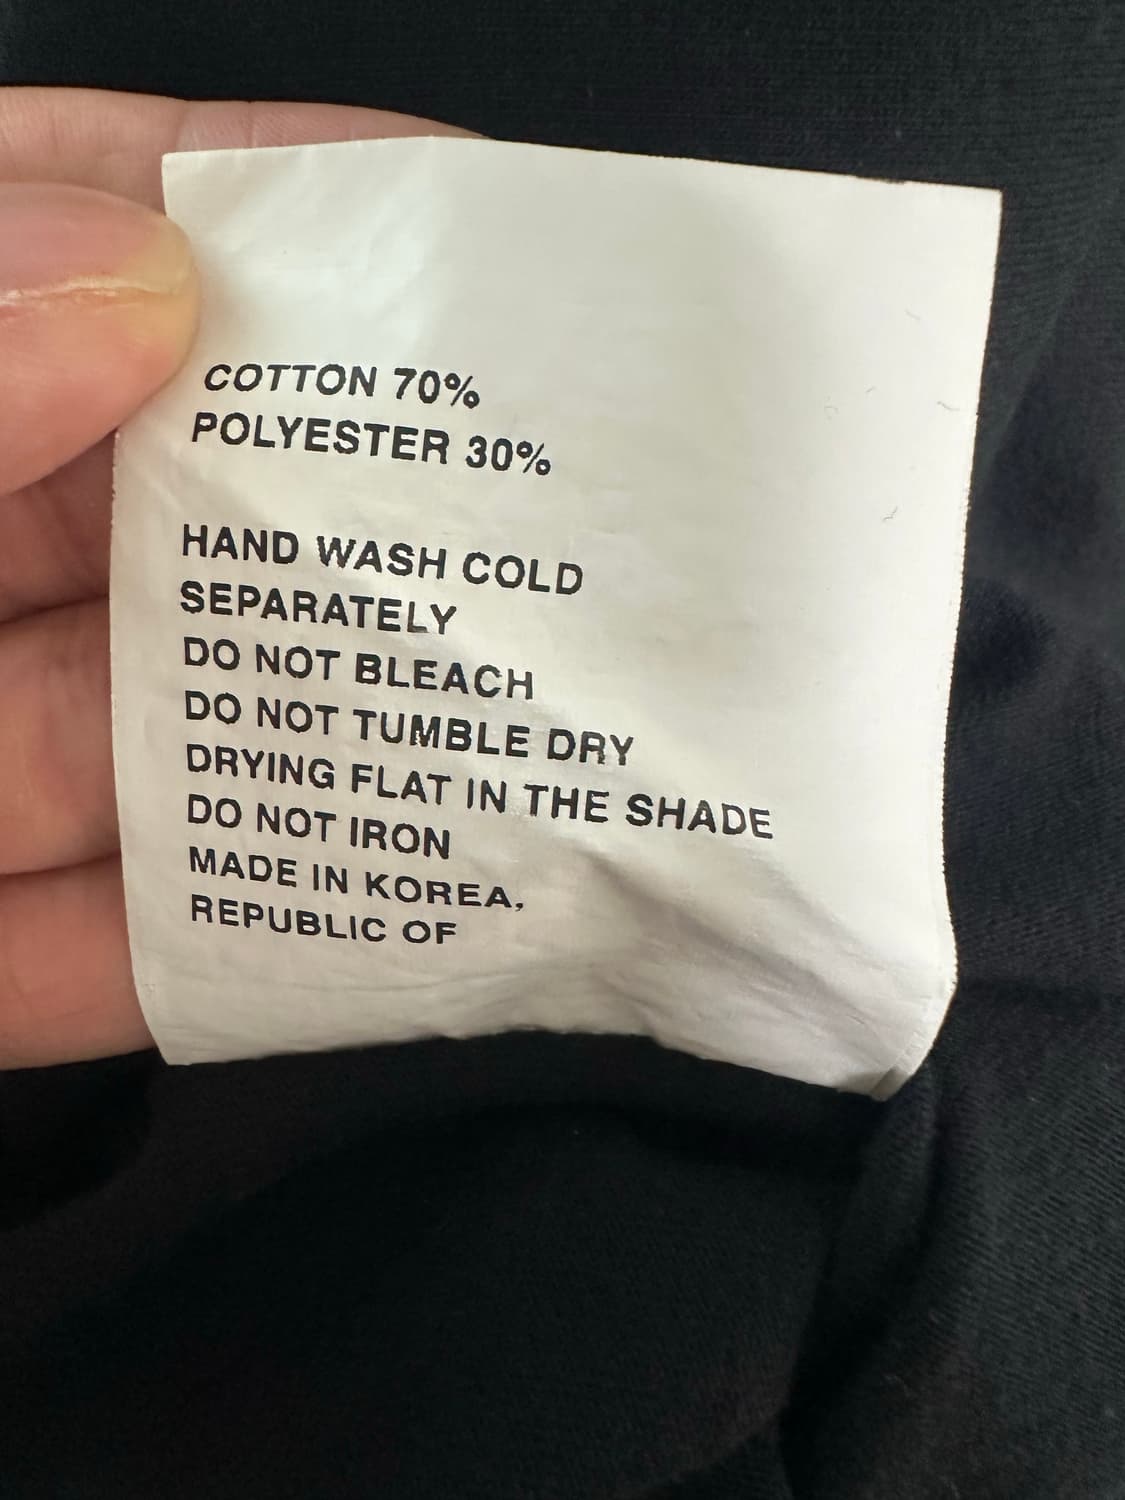 COTTON 70%
POLYESTER 30%
HAND WASH COLD
SEPARATELY
DO NOT BLEACH
DO NOT TUMBLE DRY
DRYING FLAT IN THE SHADE
DO NOT IRON
MADE IN KOREA,
REPUBLIC OF